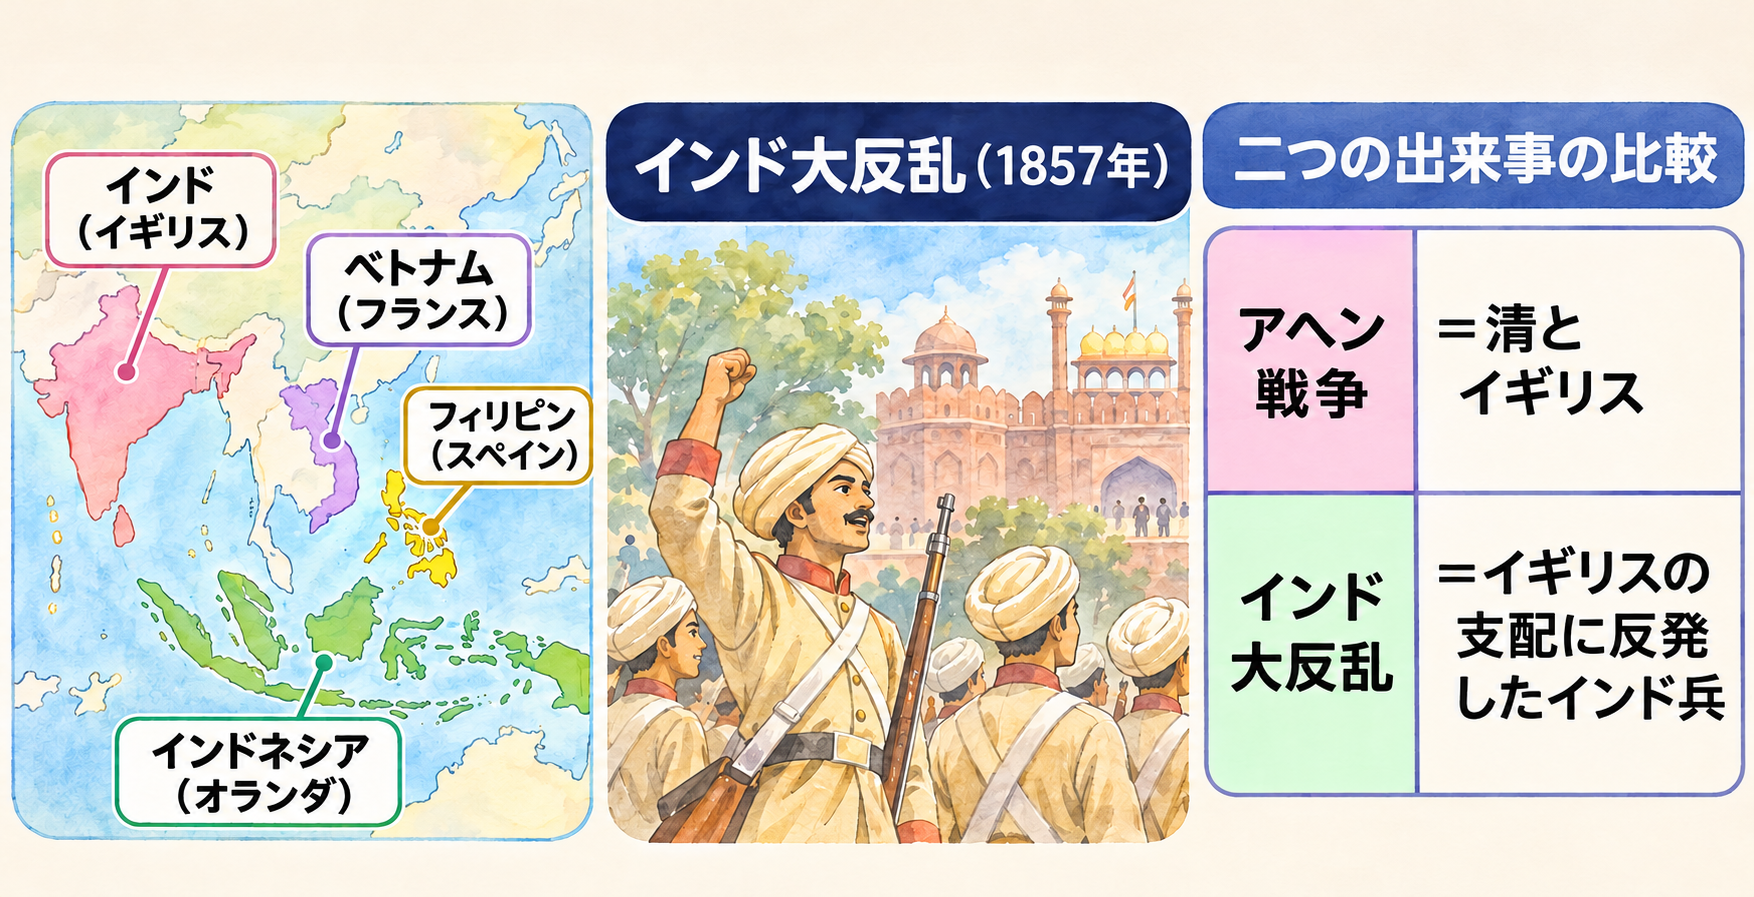 インド
（イギリス）
ベトナム
（フランス）
フィリピン
（スペイン）
インドネシア
（オランダ）
インド大反乱（1857年）
二つの出来事の比較
アヘン
戦争
＝清と
イギリス
インド
大反乱
＝イギリスの
支配に反発
したインド兵